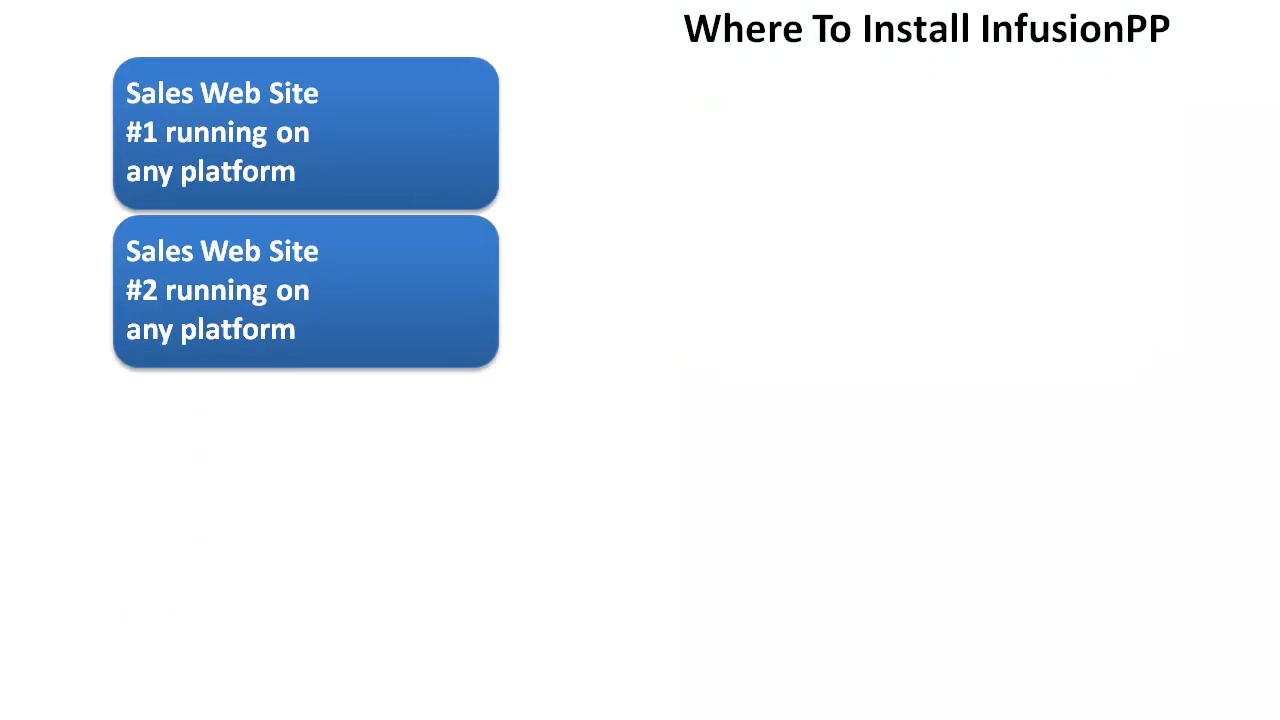 Where To Install InfusionPP
Sales Web Site
#1 running on
any platform
Sales Web Site
#2 running on
any platform